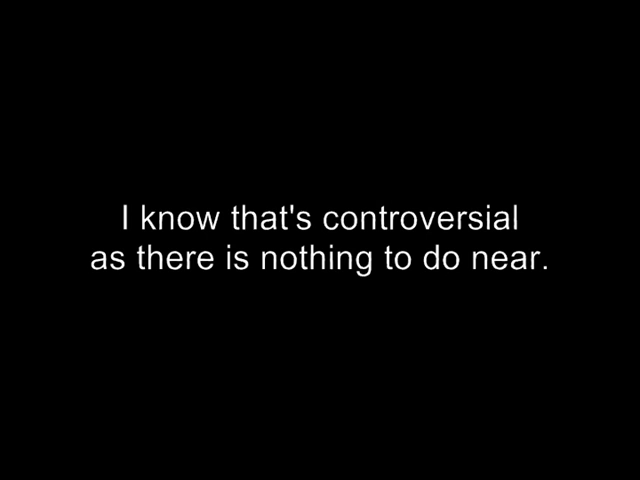 I know that's controversial
as there is nothing to do near.